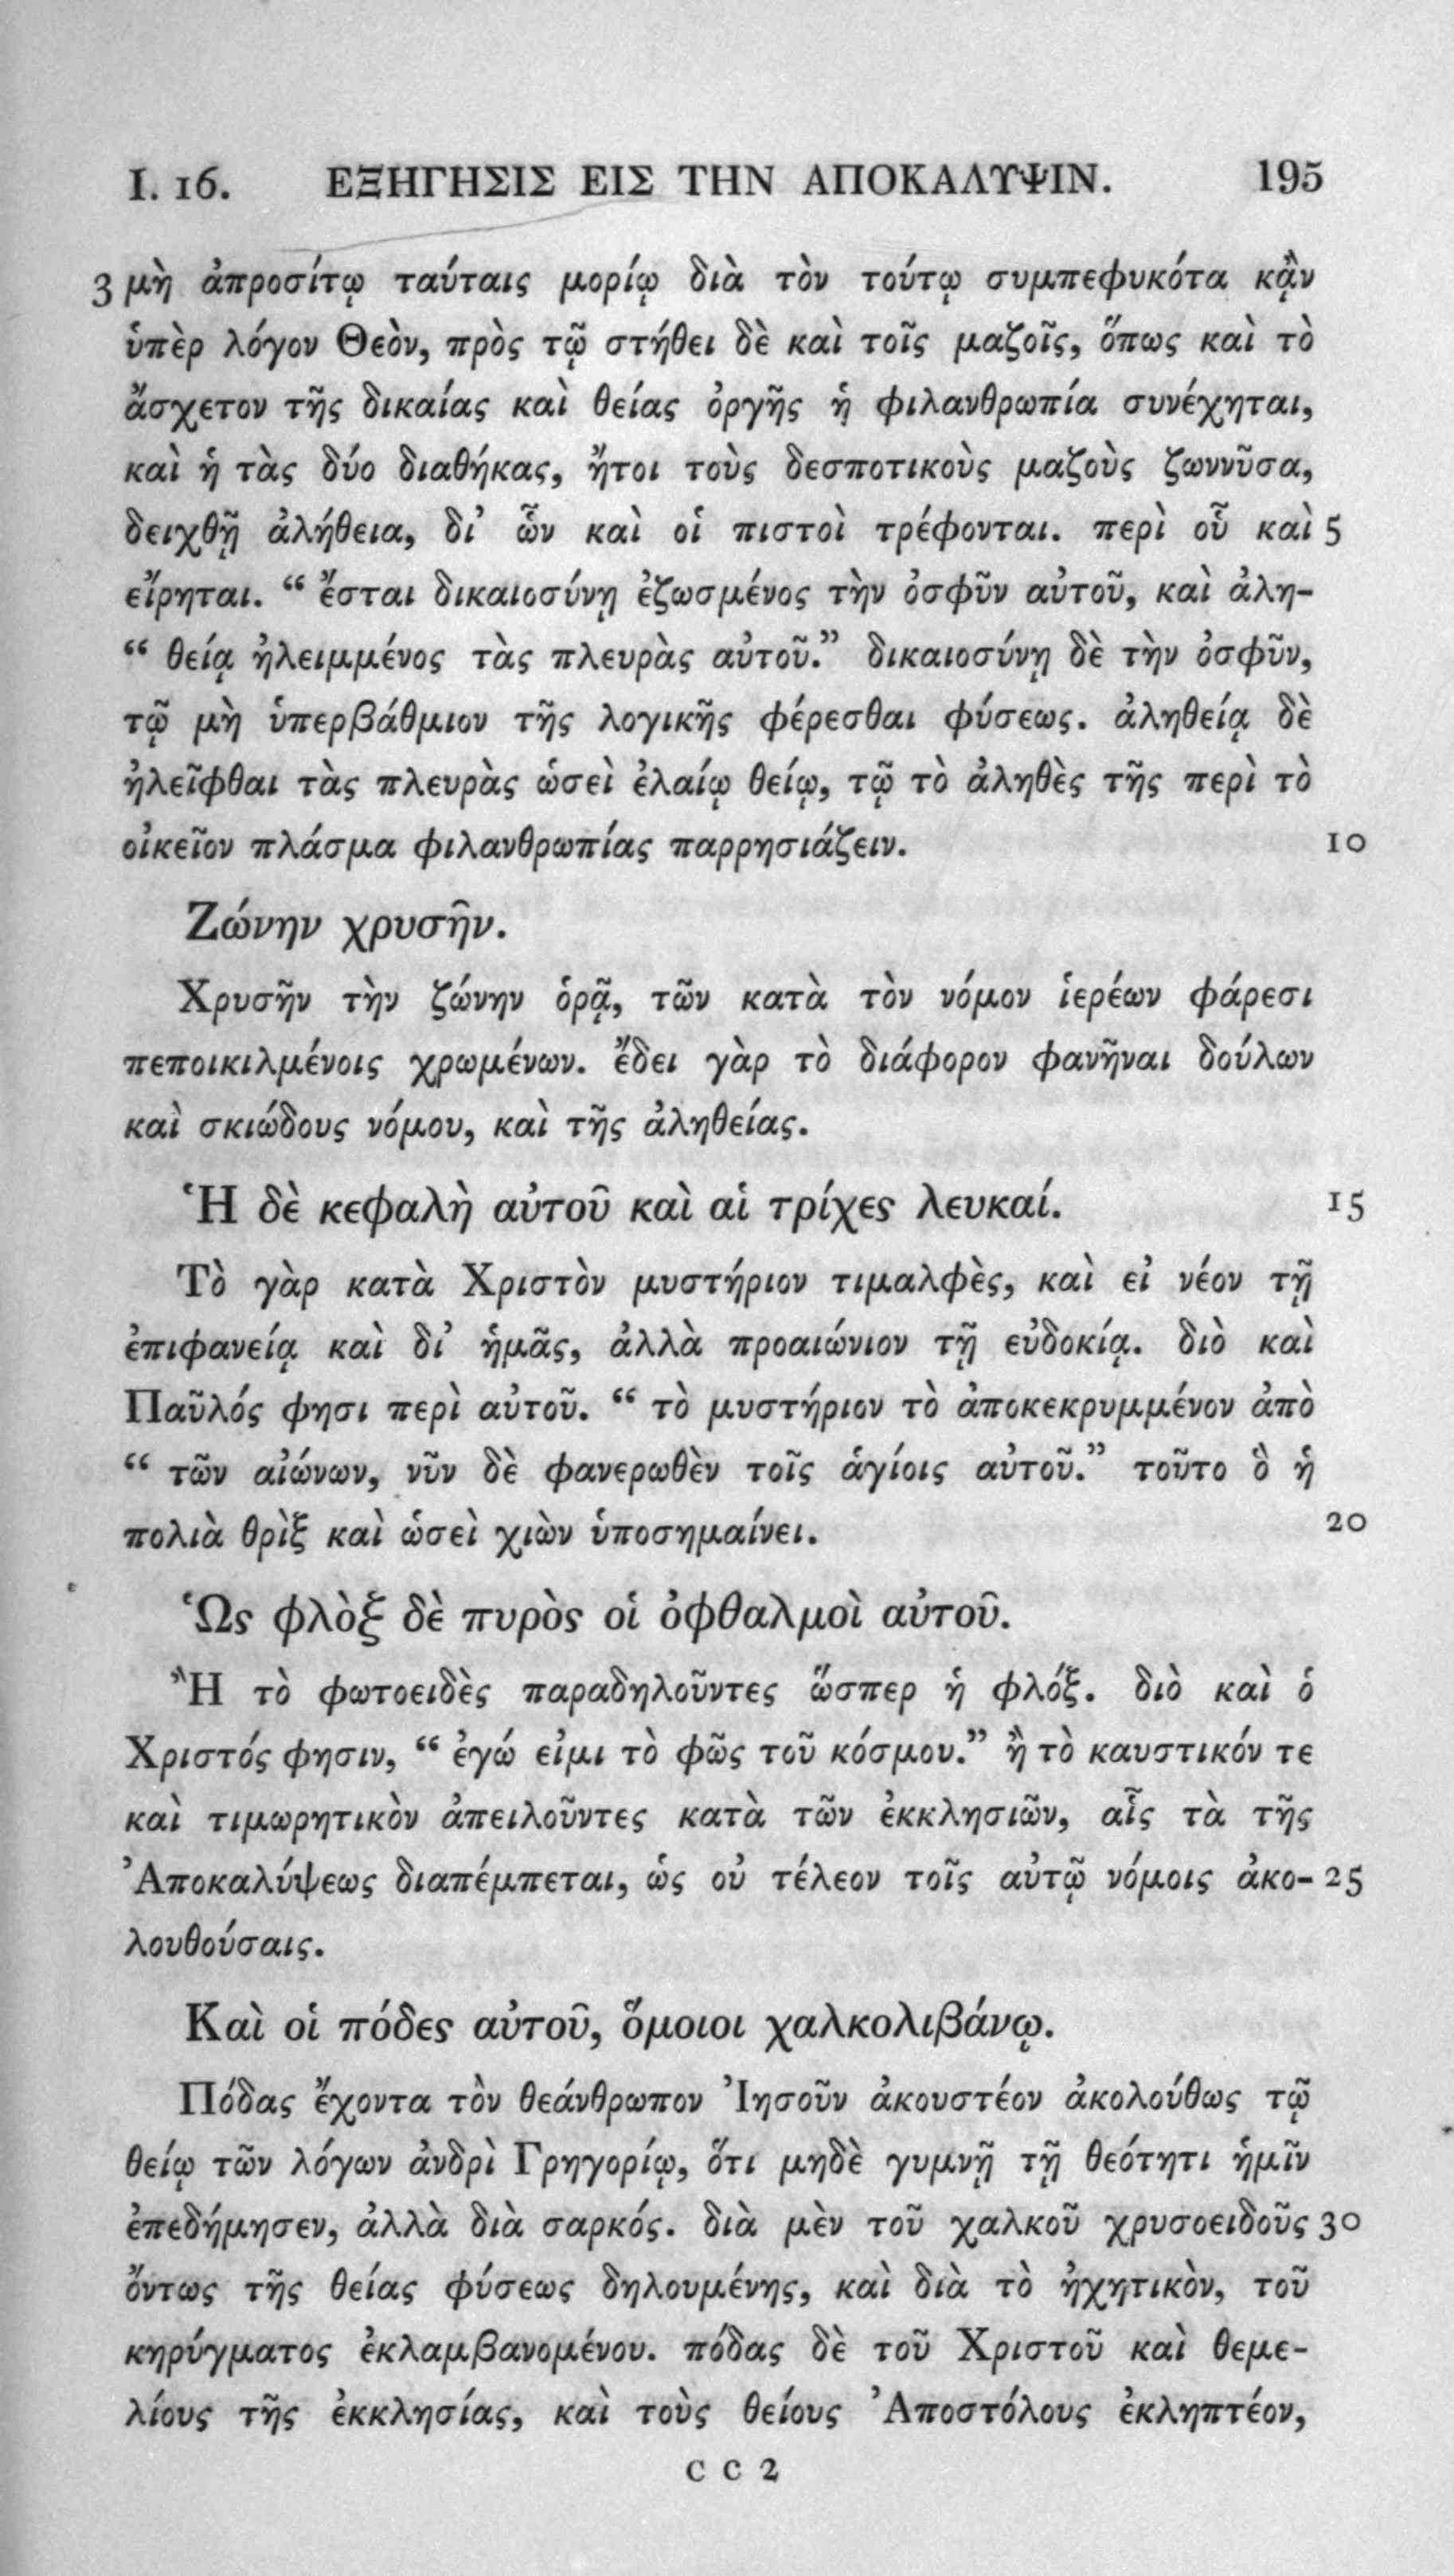 I. 16. ΕΞΗΓΗΣΙΣ ΕΙΣ ΤΗΝ ΑΠΟΚΑΛΥΨΙΝ. 195
3 μὴ ἀπροσίτῳ ταύταις μορίῳ διὰ τὸν τούτῳ συμπεφυκότα κᾂν
ὑπὲρ λόγον Θεὸν, πρὸς τῷ στήθει δὲ καὶ τοῖς μαζοῖς, ὅπως καὶ τὸ
ἄσχετον τῆς δικαίας καὶ θείας ὀργῆς ἡ φιλανθρωπία συνέχηται,
καὶ ἡ τὰς δύο διαθήκας, ἤτοι τοὺς δεσποτικοὺς μαζοὺς ζωννῦσα,
δειχθῇ ἀλήθεια, δι᾿ ὧν καὶ οἱ πιστοὶ τρέφονται. περὶ οὗ καὶ 5
εἴρηται. “ ἔσται δικαιοσύνῃ ἐζωσμένος τὴν ὀσφῦν αὐτοῦ, καὶ ἀλη-
“ θείᾳ ἠλειμμένος τὰς πλευρὰς αὐτοῦ.” δικαιοσύνῃ δὲ τὴν ὀσφῦν,
τῷ μὴ ὑπερβάθμιον τῆς λογικῆς φέρεσθαι φύσεως. ἀληθείᾳ δὲ
ἠλεῖφθαι τὰς πλευρὰς ὡσεὶ ἐλαίῳ θείῳ, τῷ τὸ ἀληθὲς τῆς περὶ τὸ
οἰκεῖον πλάσμα φιλανθρωπίας παρρησιάζειν. 10
Ζώνην χρυσῆν.
Χρυσῆν τὴν ζώνην ὁρᾷ, τῶν κατὰ τὸν νόμον ἱερέων φάρεσι
πεποικιλμένοις χρωμένων. ἔδει γὰρ τὸ διάφορον φανῆναι δούλων
καὶ σκιώδους νόμου, καὶ τῆς ἀληθείας.
Ἡ δὲ κεφαλὴ αὐτοῦ καὶ αἱ τρίχες λευκαί. 15
Τὸ γὰρ κατὰ Χριστὸν μυστήριον τιμαλφὲς, καὶ εἰ νέον τῇ
ἐπιφανείᾳ καὶ δι᾿ ἡμᾶς, ἀλλὰ προαιώνιον τῇ εὐδοκίᾳ. διὸ καὶ
Παῦλός φησι περὶ αὐτοῦ. “ τὸ μυστήριον τὸ ἀποκεκρυμμένον ἀπὸ
“ τῶν αἰώνων, νῦν δὲ φανερωθὲν τοῖς ἁγίοις αὐτοῦ.” τοῦτο ὃ ἡ
πολιὰ θρὶξ καὶ ὡσεὶ χιὼν ὑποσημαίνει. 20
Ὡς φλὸξ δὲ πυρὸς οἱ ὀφθαλμοὶ αὐτοῦ.
Ἢ τὸ φωτοειδὲς παραδηλοῦντες ὥσπερ ἡ φλόξ. διὸ καὶ ὁ
Χριστός φησιν, “ ἐγώ εἰμι τὸ φῶς τοῦ κόσμου.” ἢ τὸ καυστικόν τε
καὶ τιμωρητικὸν ἀπειλοῦντες κατὰ τῶν ἐκκλησιῶν, αἷς τὰ τῆς
Ἀποκαλύψεως διαπέμπεται, ὡς οὐ τέλεον τοῖς αὐτῷ νόμοις ἀκο- 25
λουθούσαις.
Καὶ οἱ πόδες αὐτοῦ, ὅμοιοι χαλκολιβάνῳ.
Πόδας ἔχοντα τὸν θεάνθρωπον Ἰησοῦν ἀκουστέον ἀκολούθως τῷ
θείῳ τῶν λόγων ἀνδρὶ Γρηγορίῳ, ὅτι μηδὲ γυμνῇ τῇ θεότητι ἡμῖν
ἐπεδήμησεν, ἀλλὰ διὰ σαρκός. διὰ μὲν τοῦ χαλκοῦ χρυσοειδοῦς 30
ὄντως τῆς θείας φύσεως δηλουμένης, καὶ διὰ τὸ ἠχητικὸν, τοῦ
κηρύγματος ἐκλαμβανομένου. πόδας δὲ τοῦ Χριστοῦ καὶ θεμε-
λίους τῆς ἐκκλησίας, καὶ τοὺς θείους Ἀποστόλους ἐκληπτέον,
C C 2